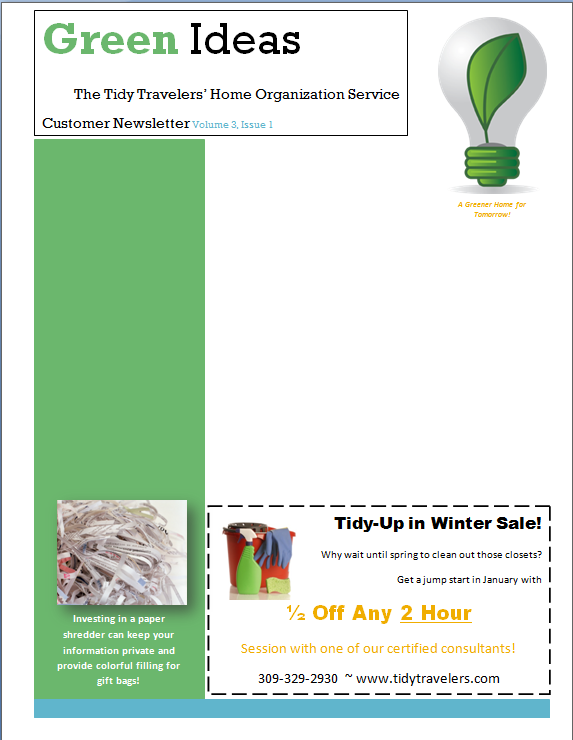 Green Ideas
The Tidy Travelers’ Home Organization Service
Customer Newsletter Volume 3, Issue 1
A Greener Home for
Tomorrow!
Investing in a paper
shredder can keep your
information private and
provide colorful filling for
gift bags!
Tidy-Up in Winter Sale!
Why wait until spring to clean out those closets?
Get a jump start in January with
½ Off Any 2 Hour
Session with one of our certified consultants!
309-329-2930 ~ www.tidytravelers.com